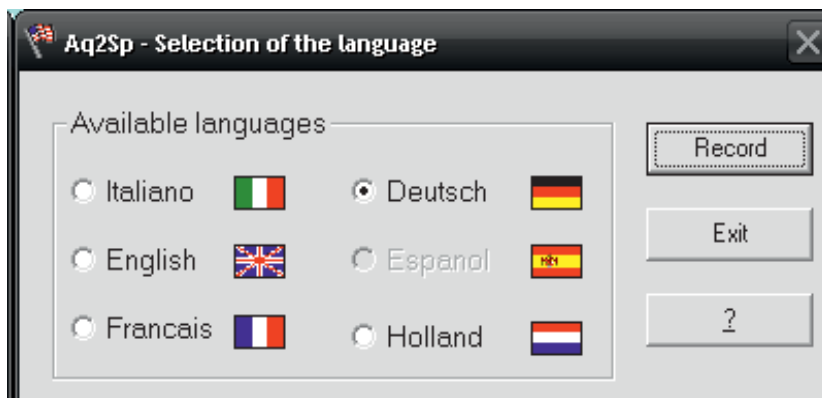 Aq2Sp - Selection of the language
Available languages
Italiano
Deutsch
English
Espanol
Francais
Holland
Record
Exit
?